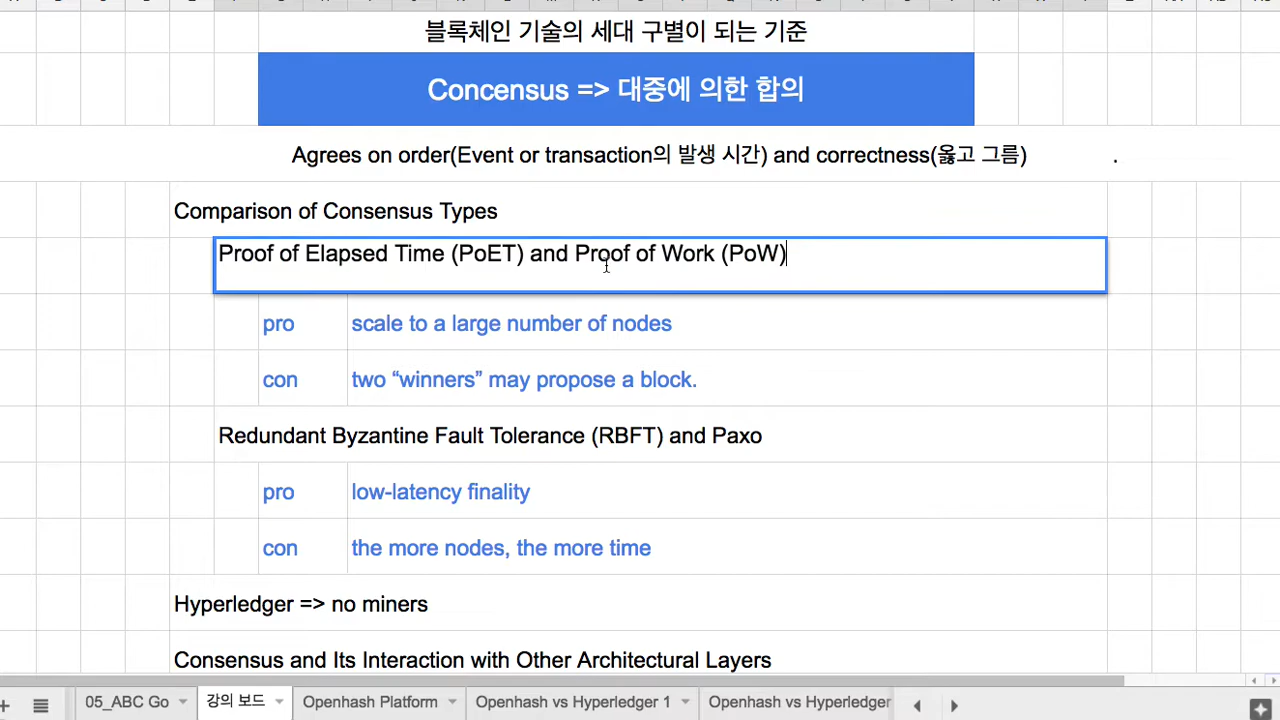 블록체인 기술의 세대 구별이 되는 기준
Concensus => 대중에 의한 합의
Agrees on order(Event or transaction의 발생 시간) and correctness(옳고 그름) .
Comparison of Consensus Types
Proof of Elapsed Time (PoET) and Proof of Work (PoW)
pro scale to a large number of nodes
con two “winners” may propose a block.
Redundant Byzantine Fault Tolerance (RBFT) and Paxo
pro low-latency finality
con the more nodes, the more time
Hyperledger => no miners
Consensus and Its Interaction with Other Architectural Layers
05_ABC Go 강의 보드 Openhash Platform Openhash vs Hyperledger 1 Openhash vs Hyperledger